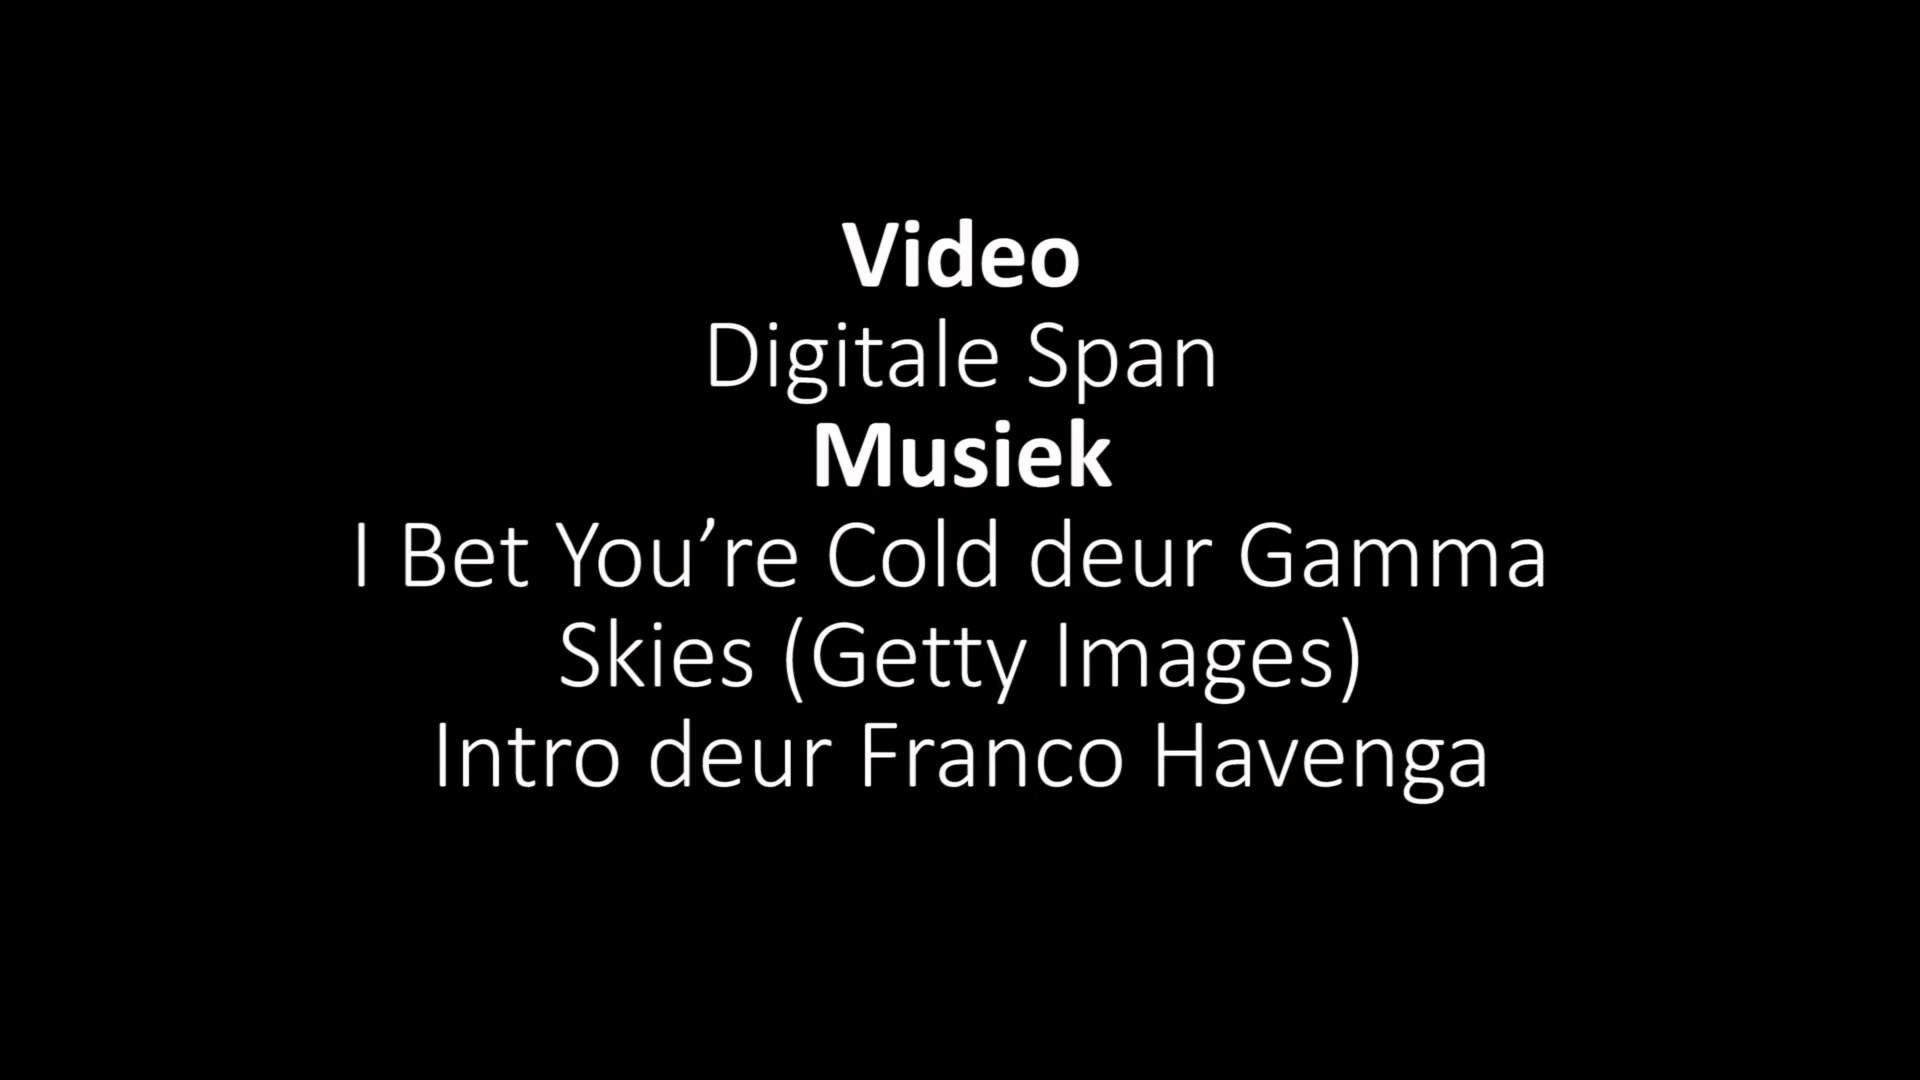 Video
Digitale Span
Musiek
I Bet You’re Cold deur Gamma
Skies (Getty Images)
Intro deur Franco Havenga